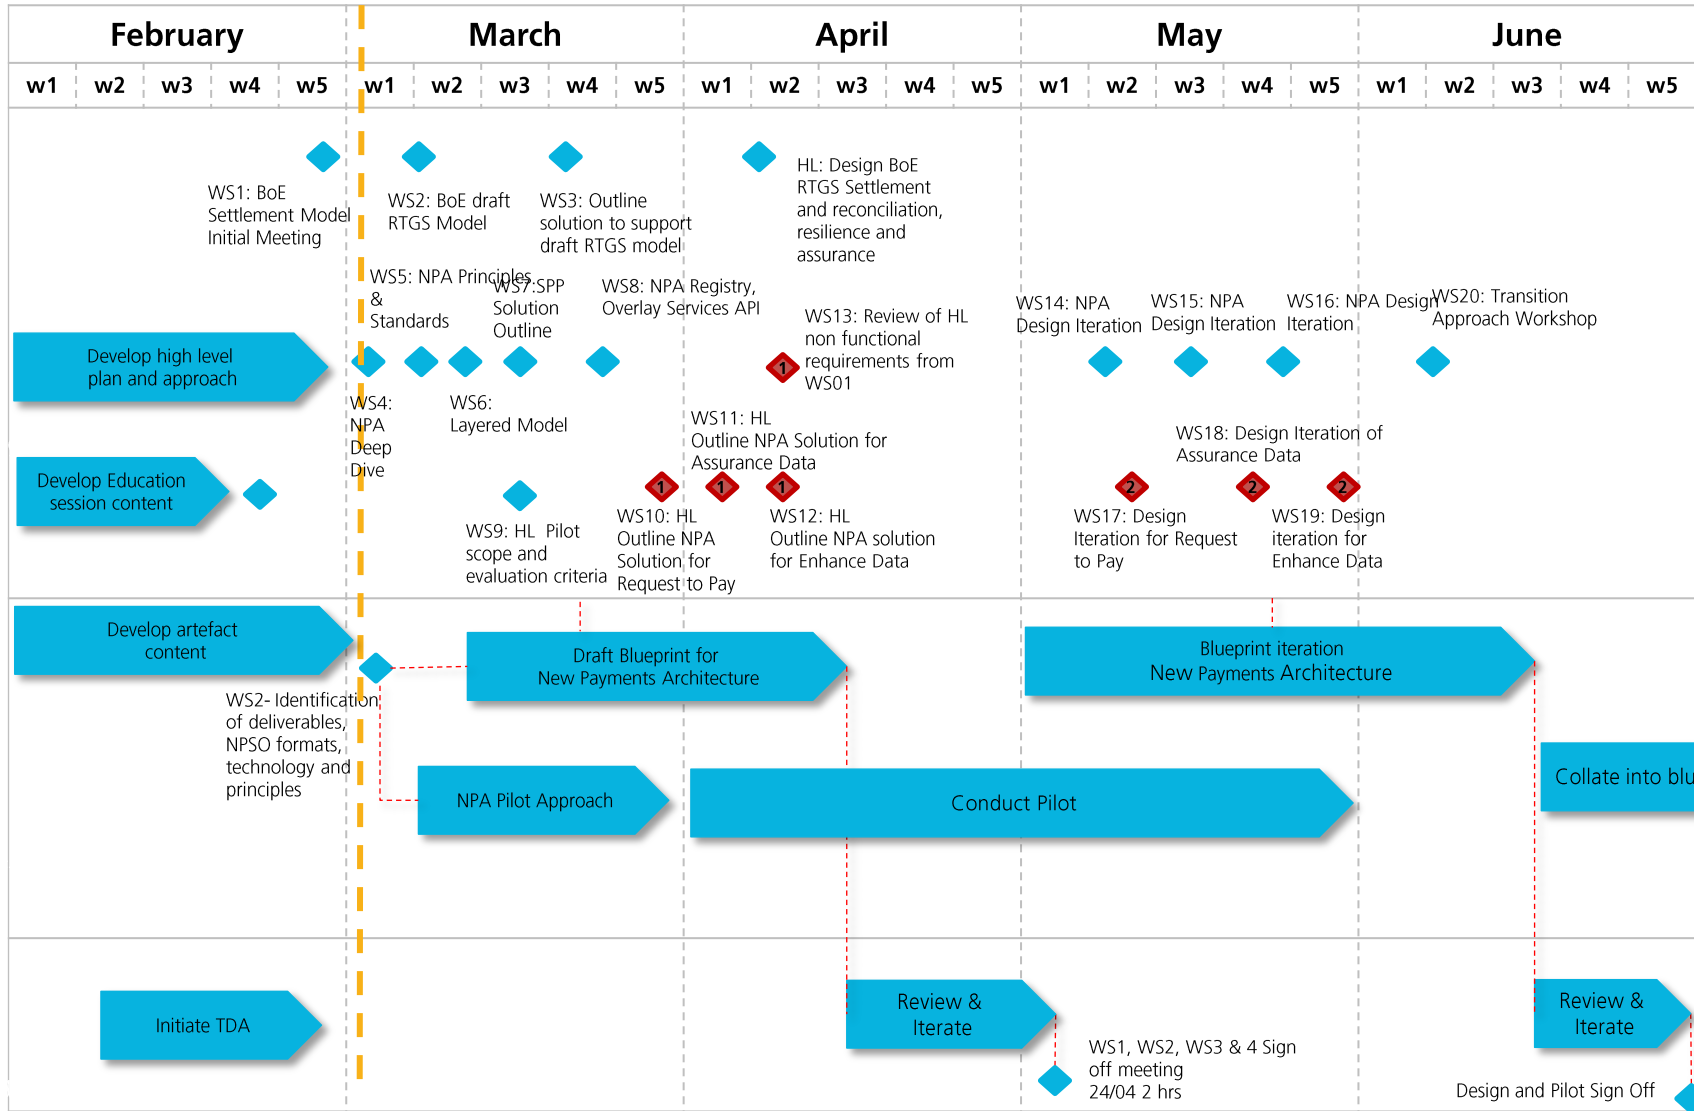 February
March
April
May
June
w1 w2 w3 w4 w5 w1 w2 w3 w4 w5 w1 w2 w3 w4 w5 w1 w2 w3 w4 w5 w1 w2 w3 w4 w5
WS1: BoE
Settlement Model
Initial Meeting
WS2: BoE draft
RTGS Model
WS3: Outline
solution to support
draft RTGS model
HL: Design BoE
RTGS Settlement
and reconciliation,
resilience and
assurance
WS5: NPA Principles
&
Standards
WS7:SPP
Solution
Outline
WS8: NPA Registry,
Overlay Services API
WS13: Review of HL
non functional
requirements from
WS01
WS14: NPA
Design Iteration
WS15: NPA
Design Iteration
WS16: NPA Design
Iteration
WS20: Transition
Approach Workshop
Develop high level
plan and approach
1
WS4:
NPA
Deep
Dive
WS6:
Layered Model
WS11: HL
Outline NPA Solution for
Assurance Data
WS18: Design Iteration of
Assurance Data
Develop Education
session content
1
1
1
2
2
2
WS9: HL Pilot
scope and
evaluation criteria
WS10: HL
Outline NPA
Solution for
Request to Pay
WS12: HL
Outline NPA solution
for Enhance Data
WS17: Design
Iteration for Request
to Pay
WS19: Design
iteration for
Enhance Data
Develop artefact
content
Draft Blueprint for
New Payments Architecture
Blueprint iteration
New Payments Architecture
WS2- Identification
of deliverables,
NPSO formats,
technology and
principles
NPA Pilot Approach
Conduct Pilot
Collate into blu
Initiate TDA
Review &
Iterate
Review &
Iterate
WS1, WS2, WS3 & 4 Sign
off meeting
24/04 2 hrs
Design and Pilot Sign Off